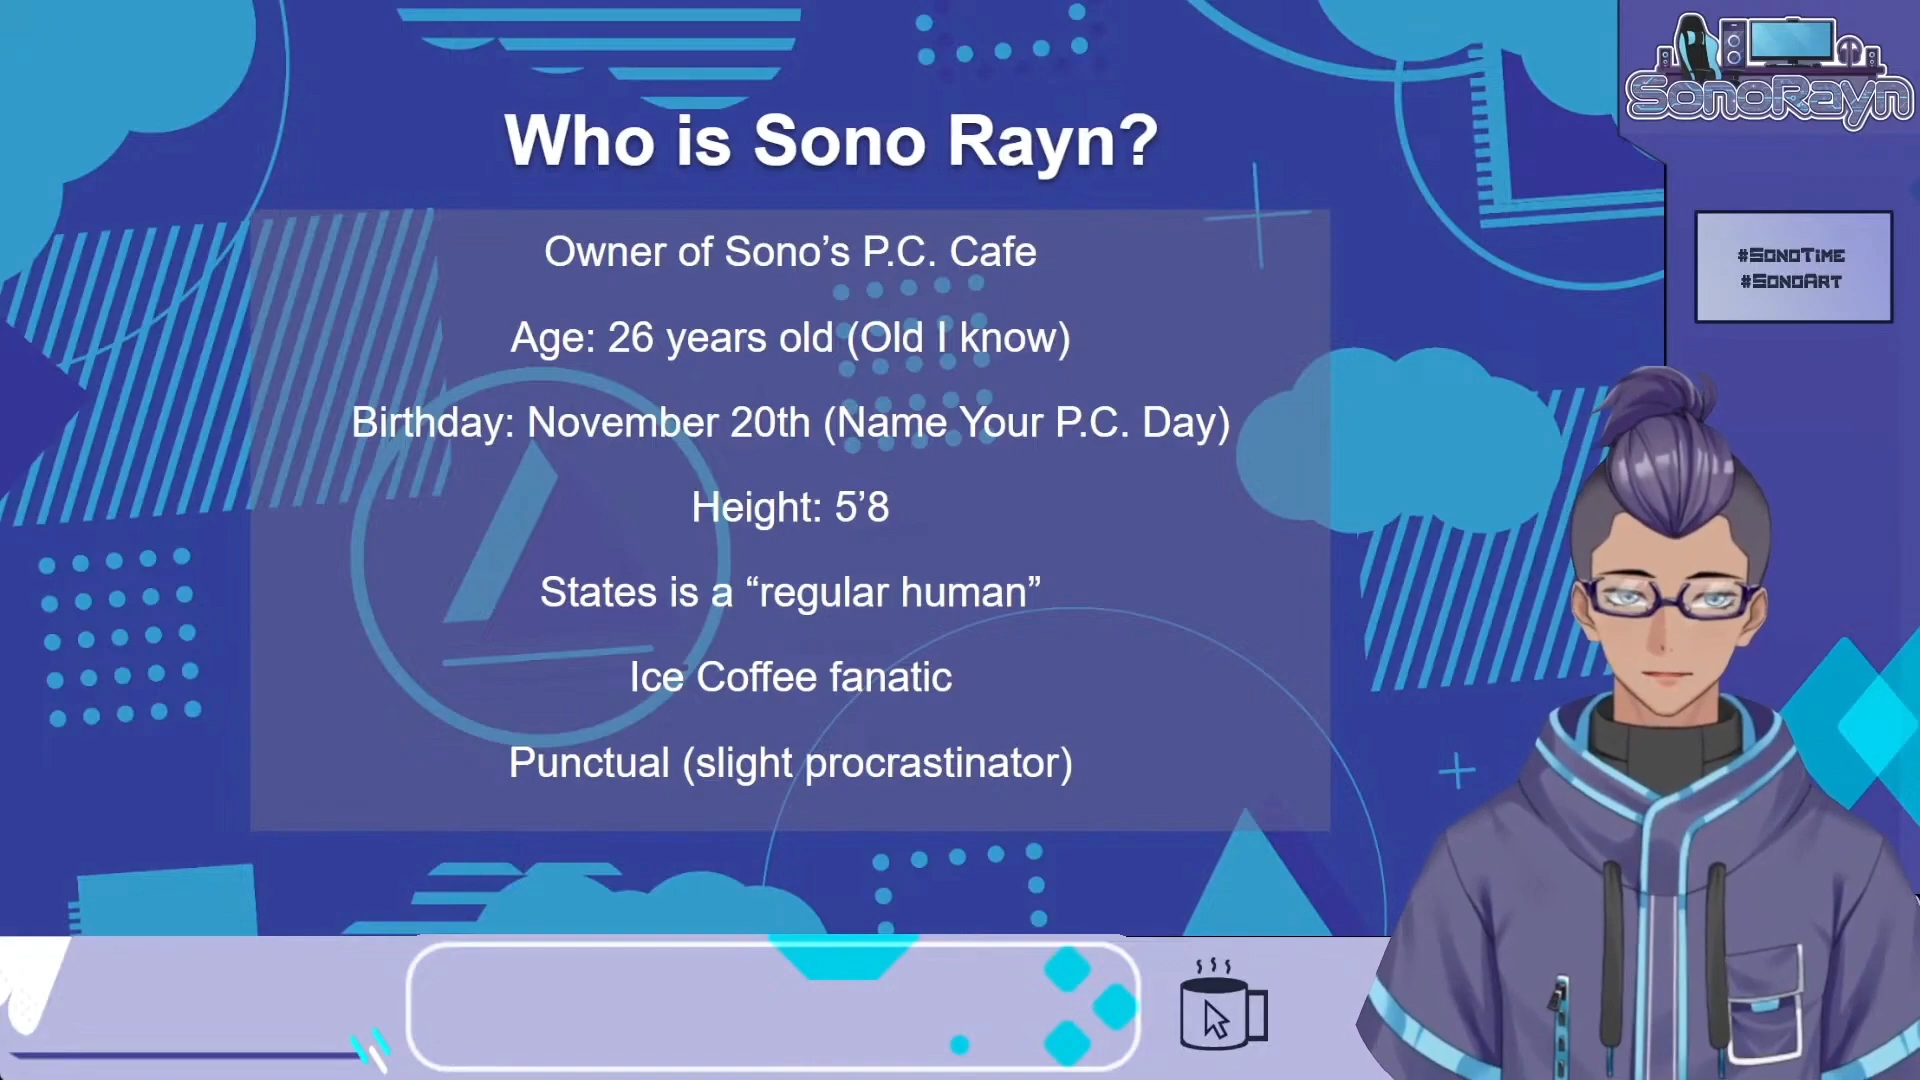 SonoRayn
Who is Sono Rayn?
Owner of Sono’s P.C. Cafe
Age: 26 years old (Old I know)
Birthday: November 20th (Name Your P.C. Day)
Height: 5’8
States is a “regular human”
Ice Coffee fanatic
Punctual (slight procrastinator)
#SonoTime
#SonoArt